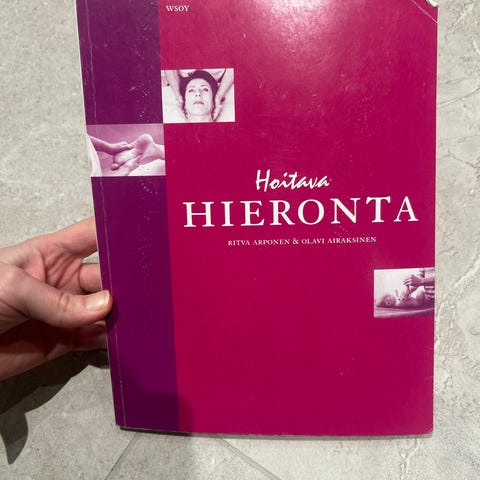 WSOY
Hoitava
HIERONTA
RITVA ARPONEN & OLAVI AIRAKSINEN